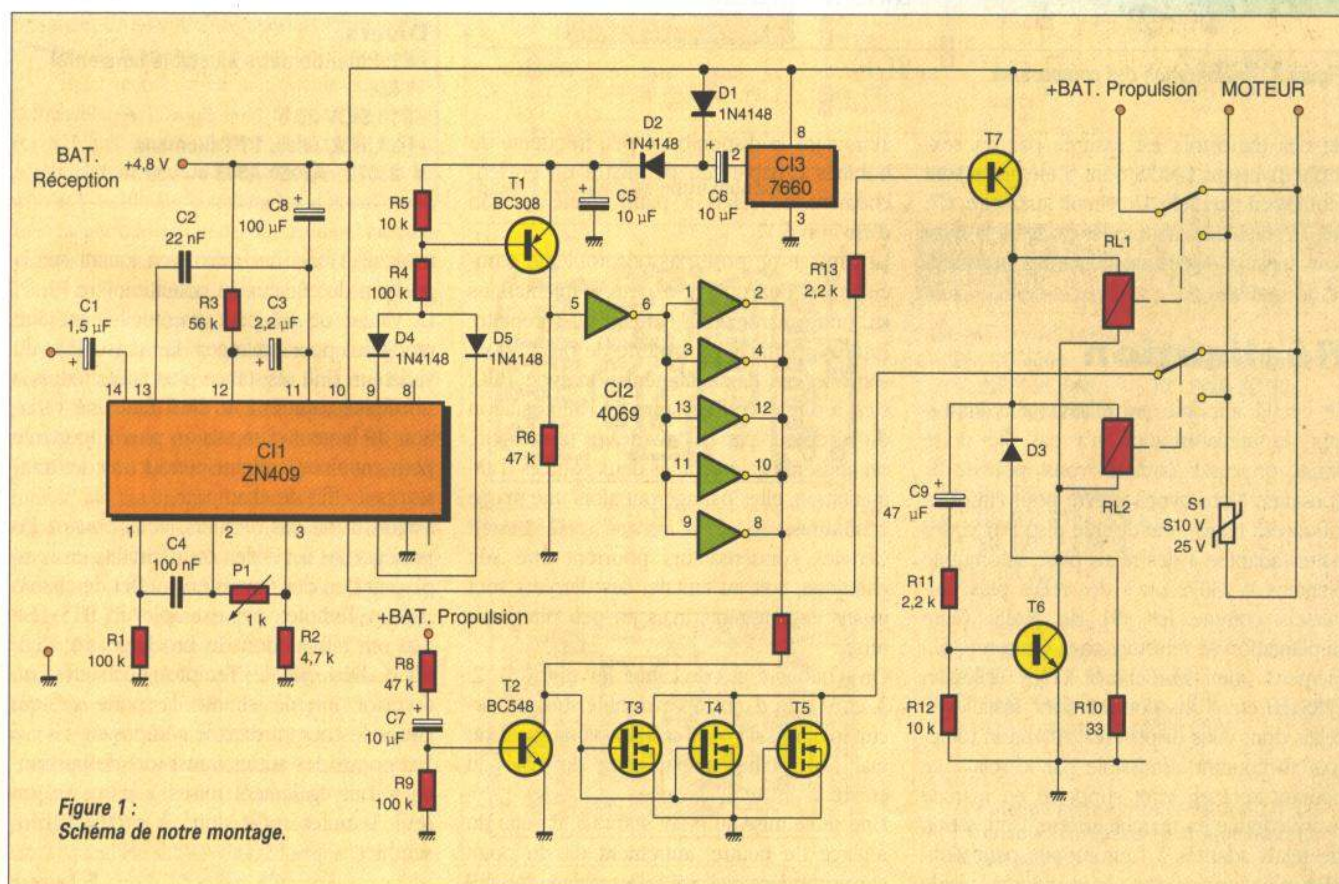 +BAT. Propulsion MOTEUR
BAT.
Réception
+4,8 V
C1
1,5 µF
C2
22 nF
C8
100 µF
R3
56 k
C3
2,2 µF
R5
10 k
R4
100 k
T1
BC308
D4
1N4148
D5
1N4148
D2
1N4148
D1
1N4148
C5
10 µF
C6
10 µF
2
8
CI3
7660
3
T7
R13
2,2 k
RL1
RL2
14 13 12 11 10 9 8
CI1
ZN409
1 2 3
C4
100 nF
P1
1 k
R1
100 k
R2
4,7 k
R6
47 k
5 6
CI2
4069
1 2
3 4
13 12
11 10
9 8
+BAT. Propulsion
R8
47 k
C7
10 µF
R9
100 k
T2
BC548
T3
T4
T5
C9
47 µF
D3
R11
2,2 k
R12
10 k
T6
R10
33
S1
S10 V
25 V
Figure 1 :
Schéma de notre montage.